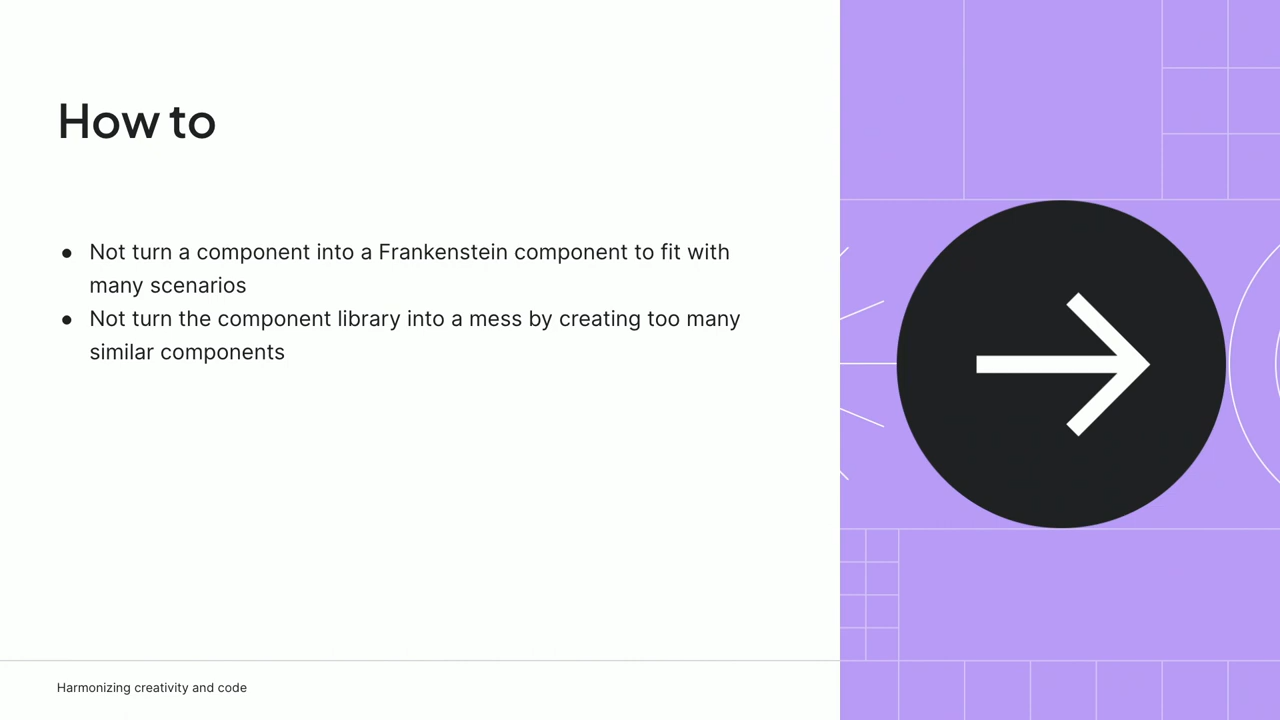 How to
● Not turn a component into a Frankenstein component to fit with
many scenarios
● Not turn the component library into a mess by creating too many
similar components
Harmonizing creativity and code